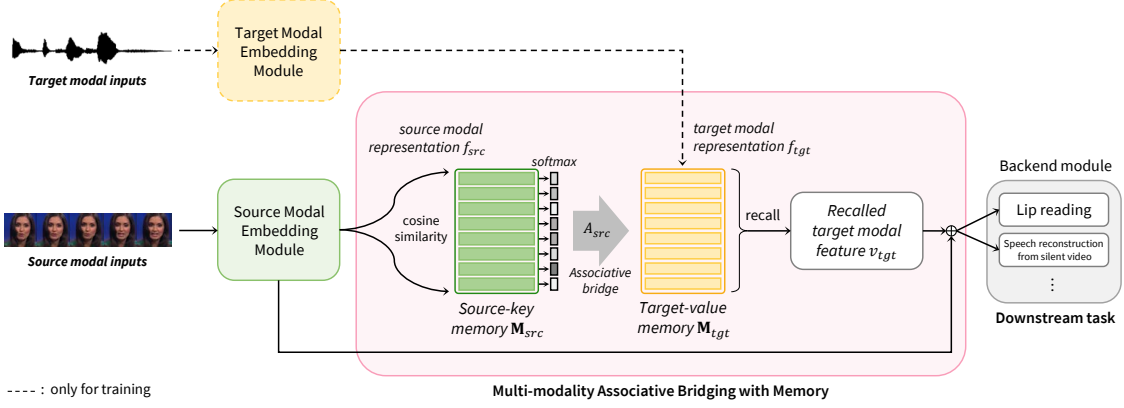 Target modal inputs
Target Modal
Embedding
Module
source modal
representation f_src
softmax
target modal
representation f_tgt
Source modal inputs
Source Modal
Embedding
Module
cosine
similarity
A_src
Associative
bridge
recall
Recalled
target modal
feature v_tgt
Backend module
Lip reading
Speech reconstruction
from silent video
⋮
Downstream task
Source-key
memory M_src
Target-value
memory M_tgt
---- : only for training
Multi-modality Associative Bridging with Memory